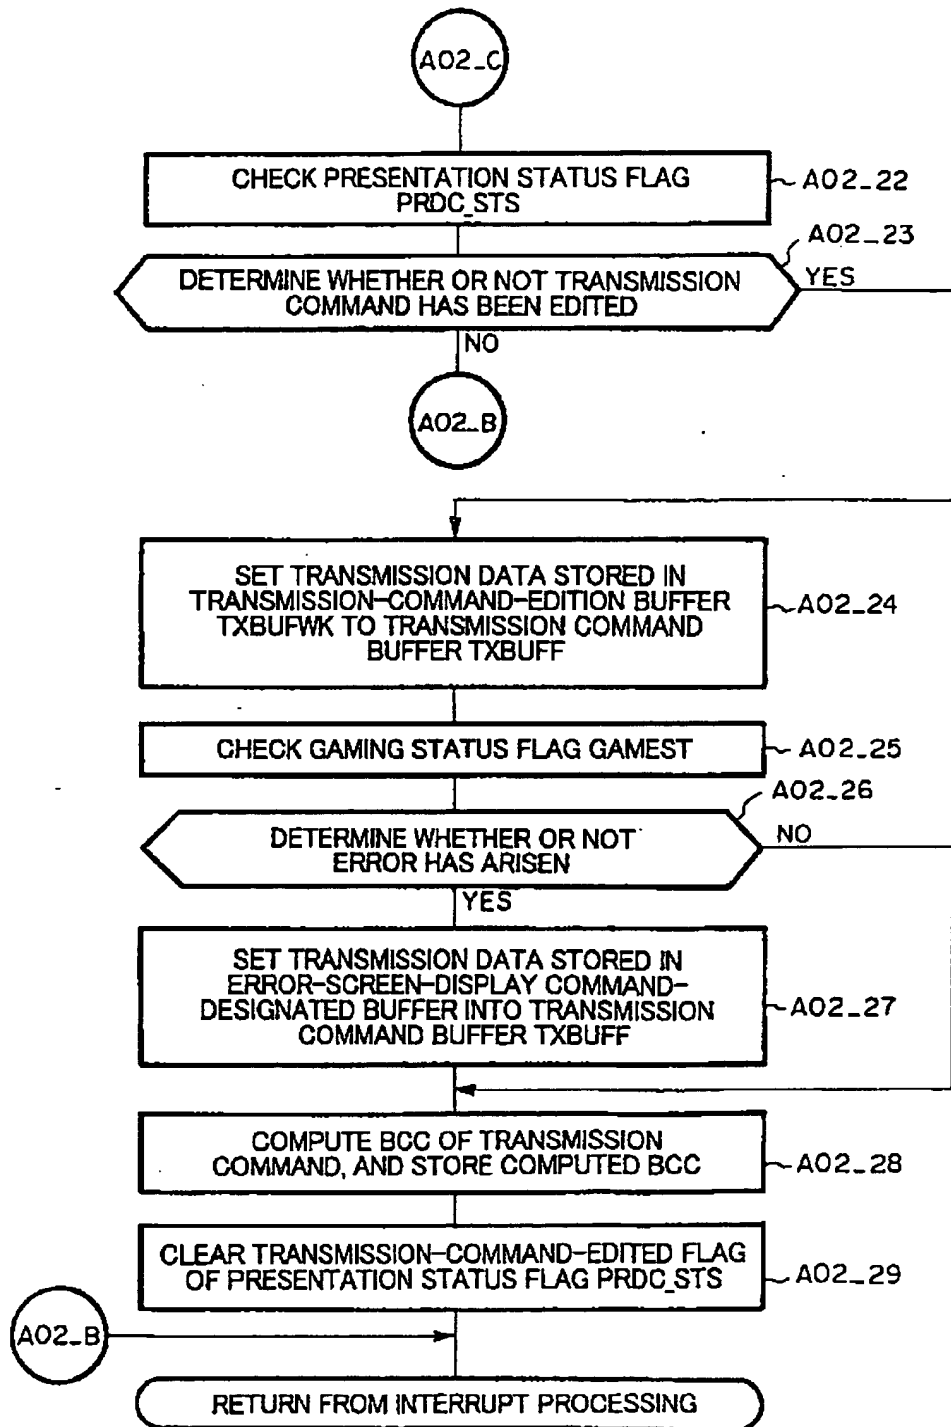 A02_C
CHECK PRESENTATION STATUS FLAG
PRDC_STS
A02_22
A02_23
DETERMINE WHETHER OR NOT TRANSMISSION
COMMAND HAS BEEN EDITED
YES
NO
A02_B
SET TRANSMISSION DATA STORED IN
TRANSMISSION-COMMAND-EDITION BUFFER
TXBUFWK TO TRANSMISSION COMMAND
BUFFER TXBUFF
A02_24
CHECK GAMING STATUS FLAG GAMEST
A02_25
A02_26
DETERMINE WHETHER OR NOT
ERROR HAS ARISEN
NO
YES
SET TRANSMISSION DATA STORED IN
ERROR-SCREEN-DISPLAY COMMAND-
DESIGNATED BUFFER INTO TRANSMISSION
COMMAND BUFFER TXBUFF
A02_27
COMPUTE BCC OF TRANSMISSION
COMMAND, AND STORE COMPUTED BCC
A02_28
CLEAR TRANSMISSION-COMMAND-EDITED FLAG
OF PRESENTATION STATUS FLAG PRDC_STS
A02_29
A02_B
RETURN FROM INTERRUPT PROCESSING